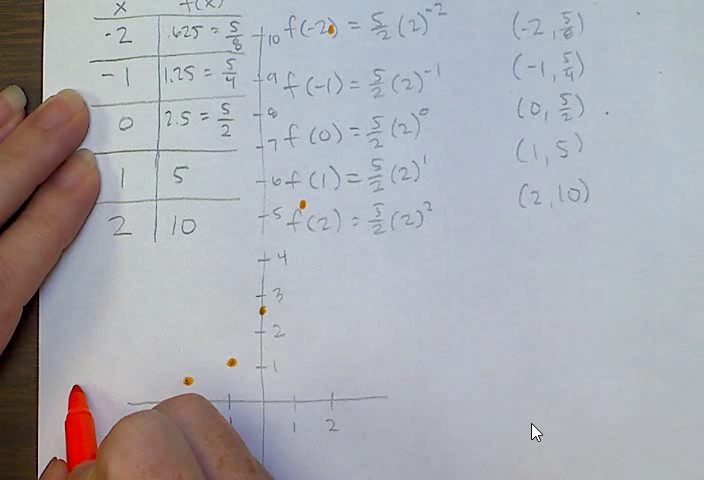 x f(x)
-2 .625 = 5/8
-1 1.25 = 5/4
0 2.5 = 5/2
1 5
2 10
f(-2) = 5/2 (2)^-2
f(-1) = 5/2 (2)^-1
f(0) = 5/2 (2)^0
f(1) = 5/2 (2)^1
f(2) = 5/2 (2)^2
(-2, 5/8)
(-1, 5/4)
(0, 5/2)
(1, 5)
(2, 10)
10
9
8
7
6
5
4
3
2
1
1 2